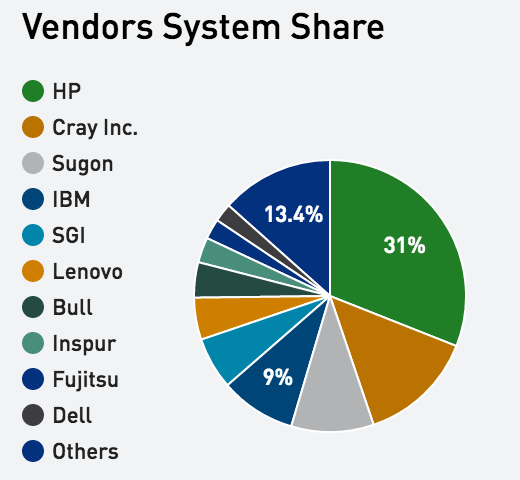 Vendors System Share
HP
Cray Inc.
Sugon
IBM
SGI
Lenovo
Bull
Inspur
Fujitsu
Dell
Others
13.4%
31%
9%